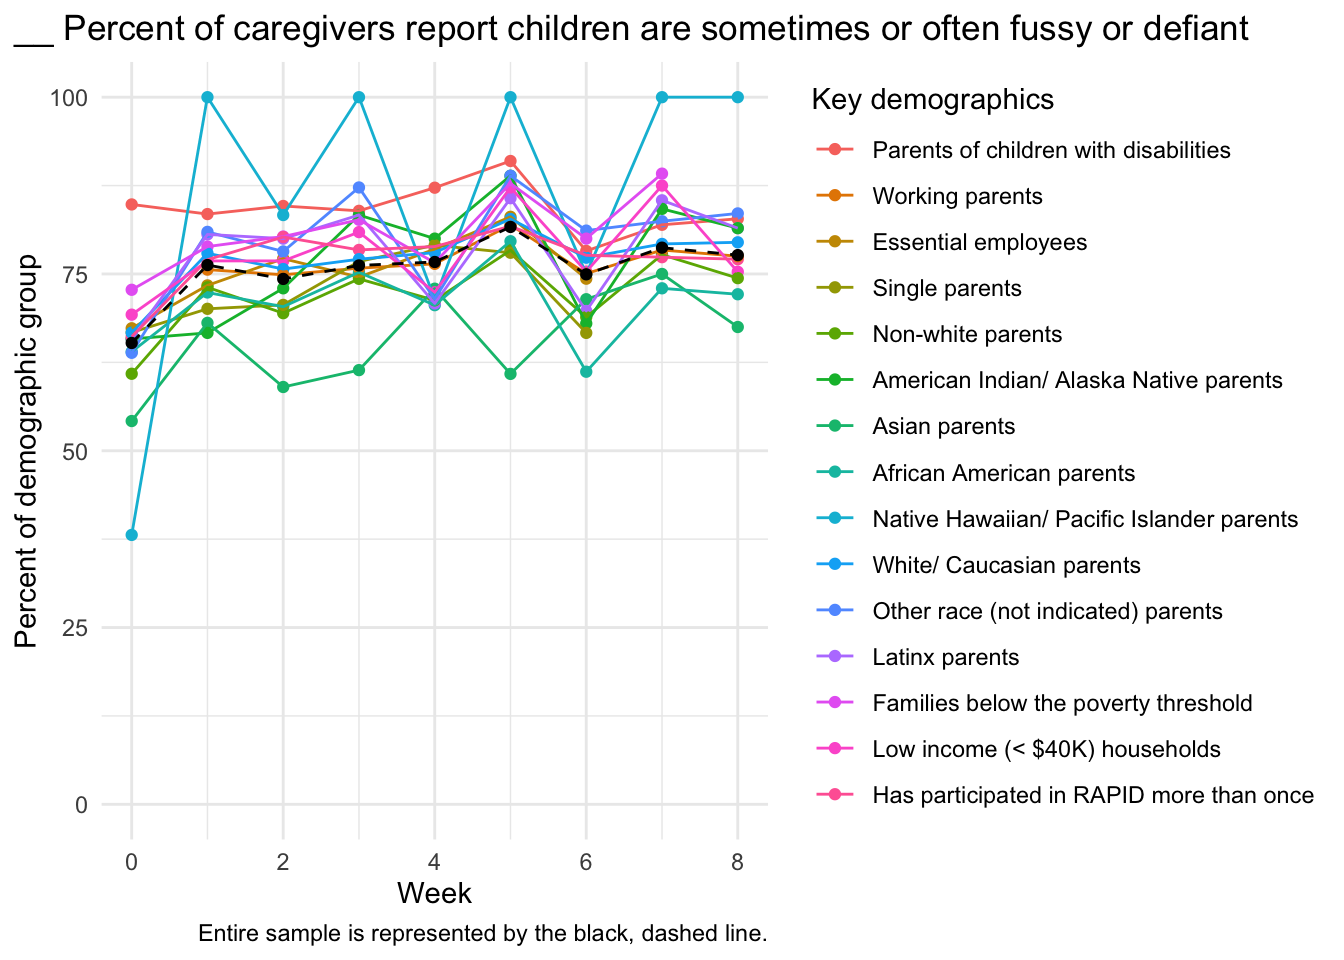 __ Percent of caregivers report children are sometimes or often fussy or defiant
100
75
50
25
0
Percent of demographic group
0 2 4 6 8
Week
Entire sample is represented by the black, dashed line.
Key demographics
Parents of children with disabilities
Working parents
Essential employees
Single parents
Non-white parents
American Indian/ Alaska Native parents
Asian parents
African American parents
Native Hawaiian/ Pacific Islander parents
White/ Caucasian parents
Other race (not indicated) parents
Latinx parents
Families below the poverty threshold
Low income (< $40K) households
Has participated in RAPID more than once